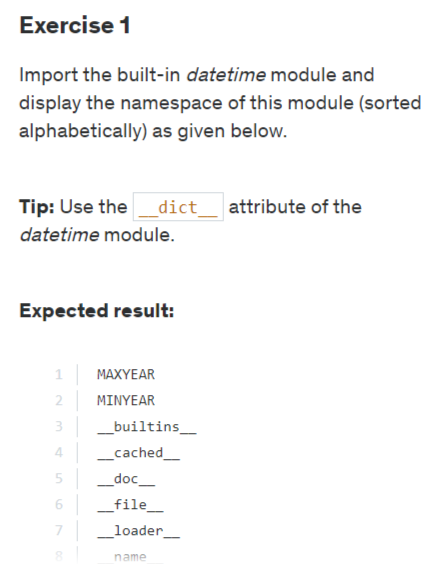 Exercise 1
Import the built-in datetime module and
display the namespace of this module (sorted
alphabetically) as given below.
Tip: Use the __dict__ attribute of the
datetime module.
Expected result:
1 MAXYEAR
2 MINYEAR
3 __builtins__
4 __cached__
5 __doc__
6 __file__
7 __loader__
8 __name__